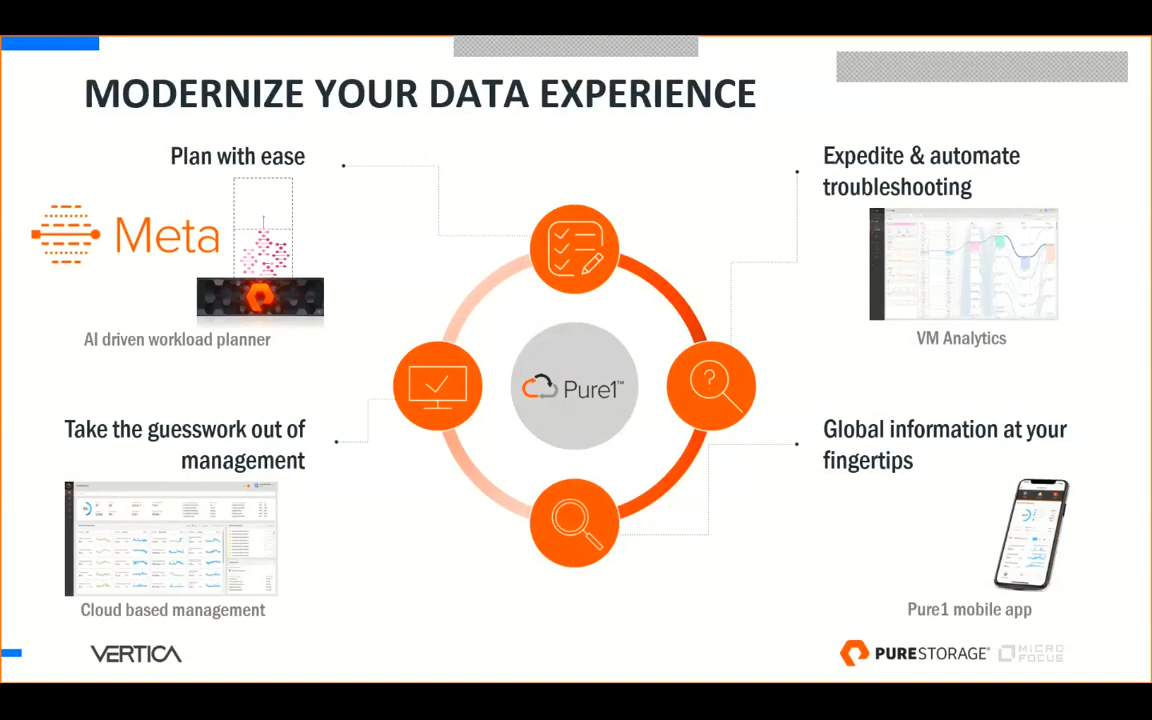 MODERNIZE YOUR DATA EXPERIENCE
Plan with ease
Meta
AI driven workload planner
Expedite & automate
troubleshooting
VM Analytics
?
Pure1™
Take the guesswork out of
management
Cloud based management
Global information at your
fingertips
Pure1 mobile app
VERTICA
PURESTORAGE®
MICRO
FOCUS